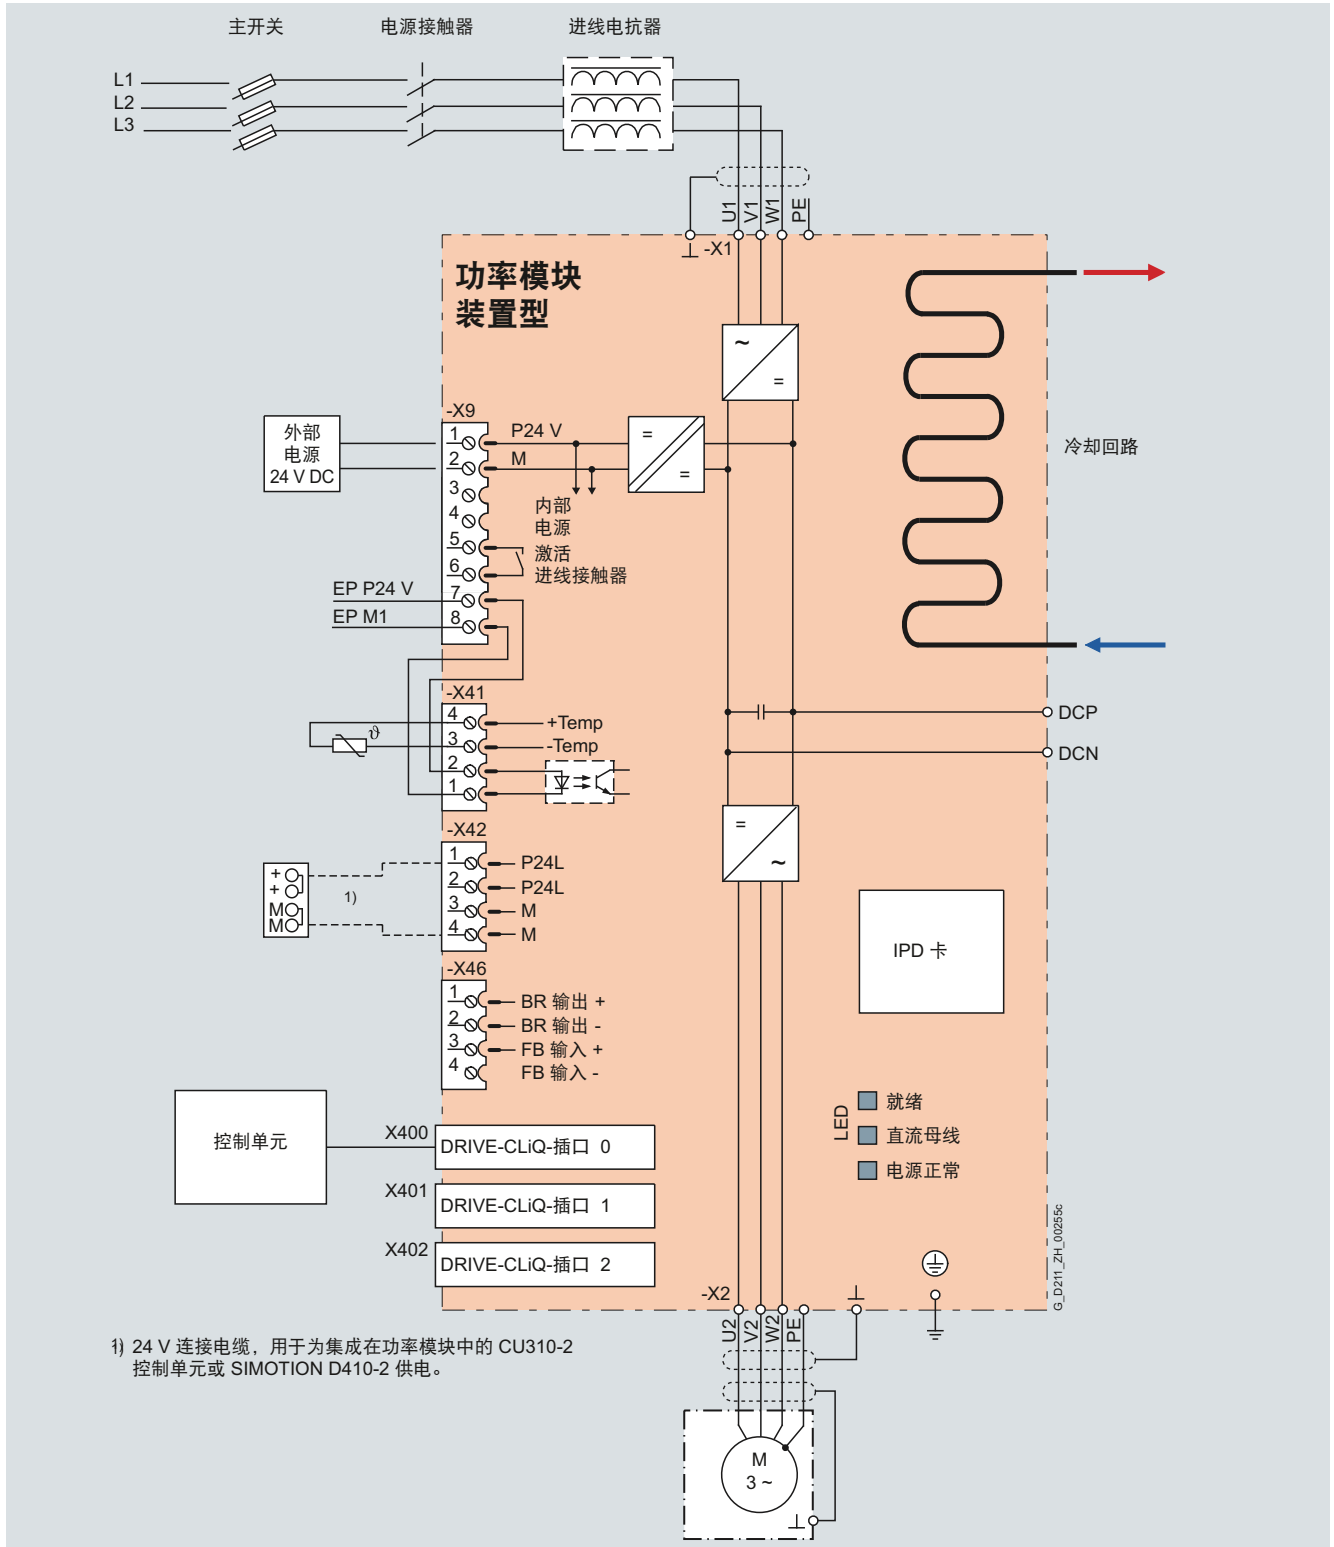 主开关 电源接触器 进线电抗器
L1
L2
L3
U1 V1 W1 PE
-X1
功率模块
装置型
-X9
外部
电源
24 V DC
1 P24 V
2 M
3
4
5
6
7
8
~
=
=
=
内部
电源
激活
进线接触器
EP P24 V
EP M1
冷却回路
-X41
4 +Temp
3 -Temp
2
1
ϑ
DCP
DCN
=
~
-X42
1 P24L
2 P24L
3 M
4 M
+
+
M
M
1)
IPD 卡
-X46
1 BR 输出 +
2 BR 输出 -
3 FB 输入 +
4 FB 输入 -
控制单元
X400 DRIVE-CLiQ-插口 0
X401 DRIVE-CLiQ-插口 1
X402 DRIVE-CLiQ-插口 2
LED
就绪
直流母线
电源正常
G_D211_ZH_00255c
-X2
U2 V2 W2 PE
1) 24 V 连接电缆，用于为集成在功率模块中的 CU310-2
控制单元或 SIMOTION D410-2 供电。
M
3 ~